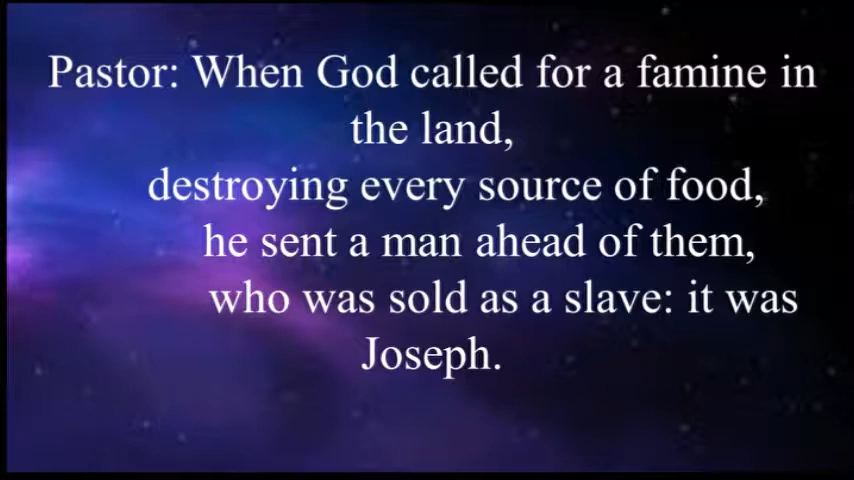 Pastor: When God called for a famine in
the land,
destroying every source of food,
he sent a man ahead of them,
who was sold as a slave: it was
Joseph.